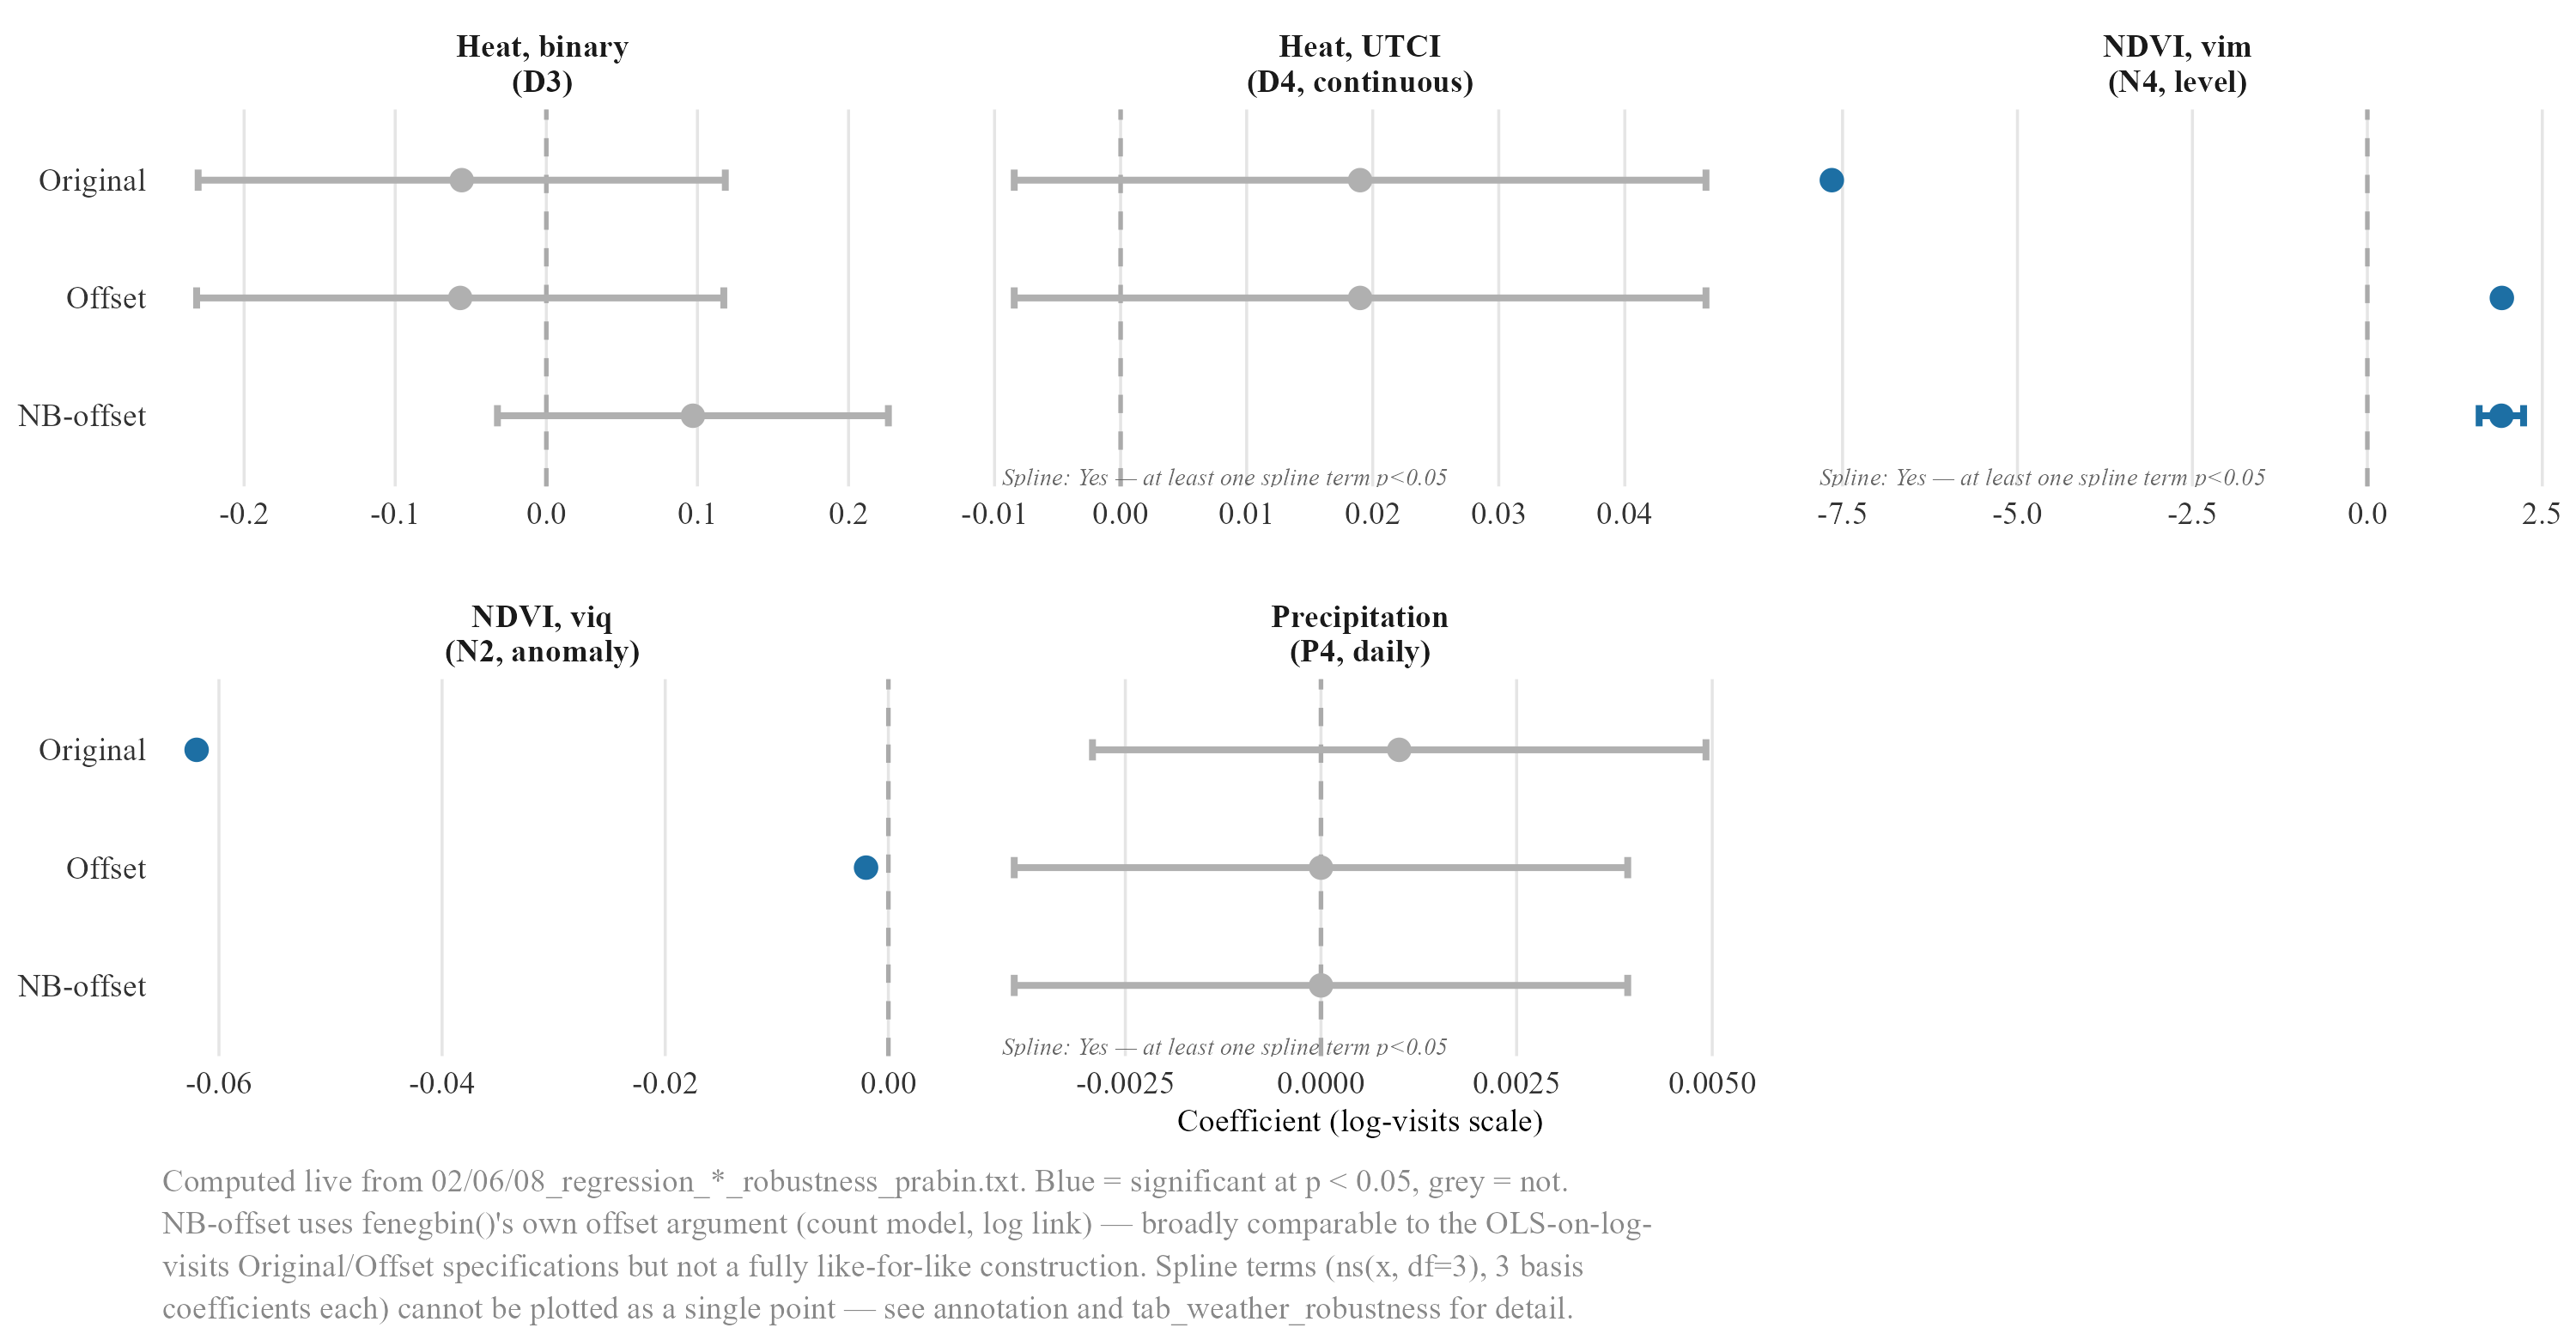 Heat, binary
(D3)
Heat, UTCI
(D4, continuous)
NDVI, vim
(N4, level)
Original
Offset
NB-offset
Spline: Yes — at least one spline term p<0.05
Spline: Yes — at least one spline term p<0.05
-0.2 -0.1 0.0 0.1 0.2
-0.01 0.00 0.01 0.02 0.03 0.04
-7.5 -5.0 -2.5 0.0 2.5
NDVI, viq
(N2, anomaly)
Precipitation
(P4, daily)
Original
Offset
NB-offset
Spline: Yes — at least one spline term p<0.05
-0.06 -0.04 -0.02 0.00
-0.0025 0.0000 0.0025 0.0050
Coefficient (log-visits scale)
Computed live from 02/06/08_regression_*_robustness_prabin.txt. Blue = significant at p < 0.05, grey = not.
NB-offset uses fenegbin()'s own offset argument (count model, log link) — broadly comparable to the OLS-on-log-
visits Original/Offset specifications but not a fully like-for-like construction. Spline terms (ns(x, df=3), 3 basis
coefficients each) cannot be plotted as a single point — see annotation and tab_weather_robustness for detail.